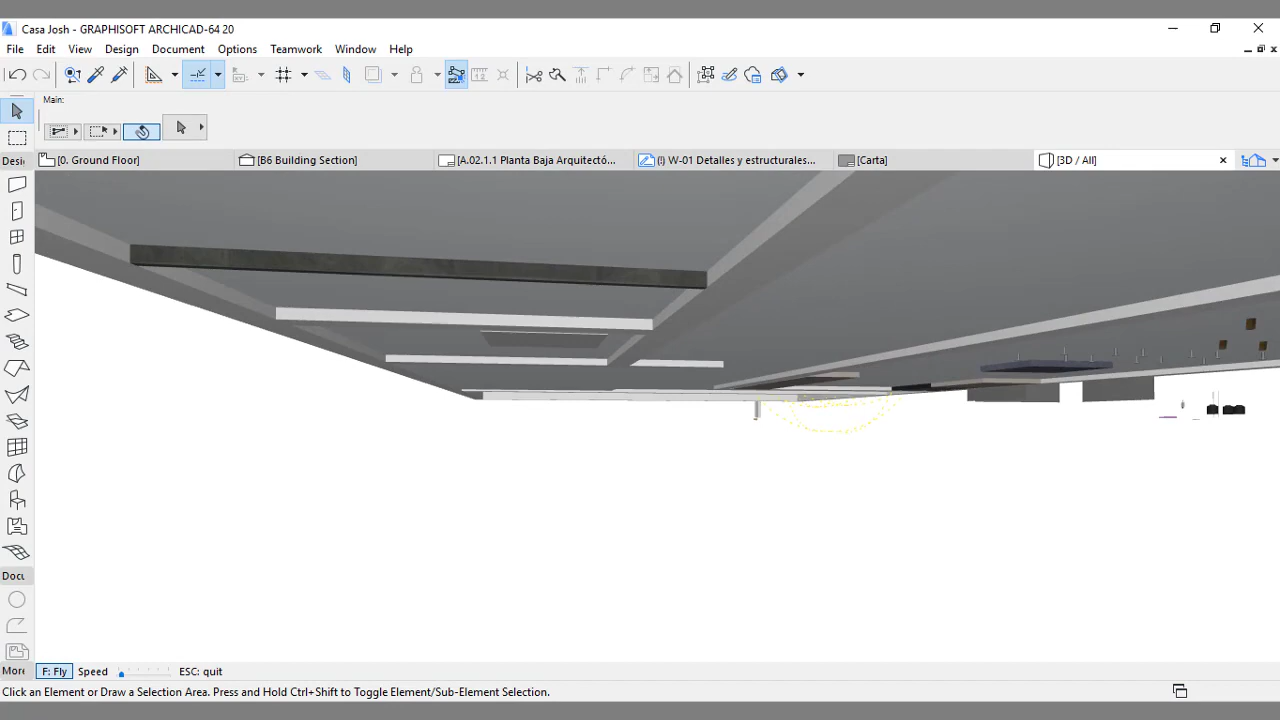 Casa Josh - GRAPHISOFT ARCHICAD-64 20
File Edit View Design Document Options Teamwork Window Help
Main:
[0. Ground Floor] [B6 Building Section] [A.02.1.1 Planta Baja Arquitectó... (!) W-01 Detalles y estructurales... [Carta] [3D / All]
Desi
Docu
More
F: Fly Speed ESC: quit
Click an Element or Draw a Selection Area. Press and Hold Ctrl+Shift to Toggle Element/Sub-Element Selection.